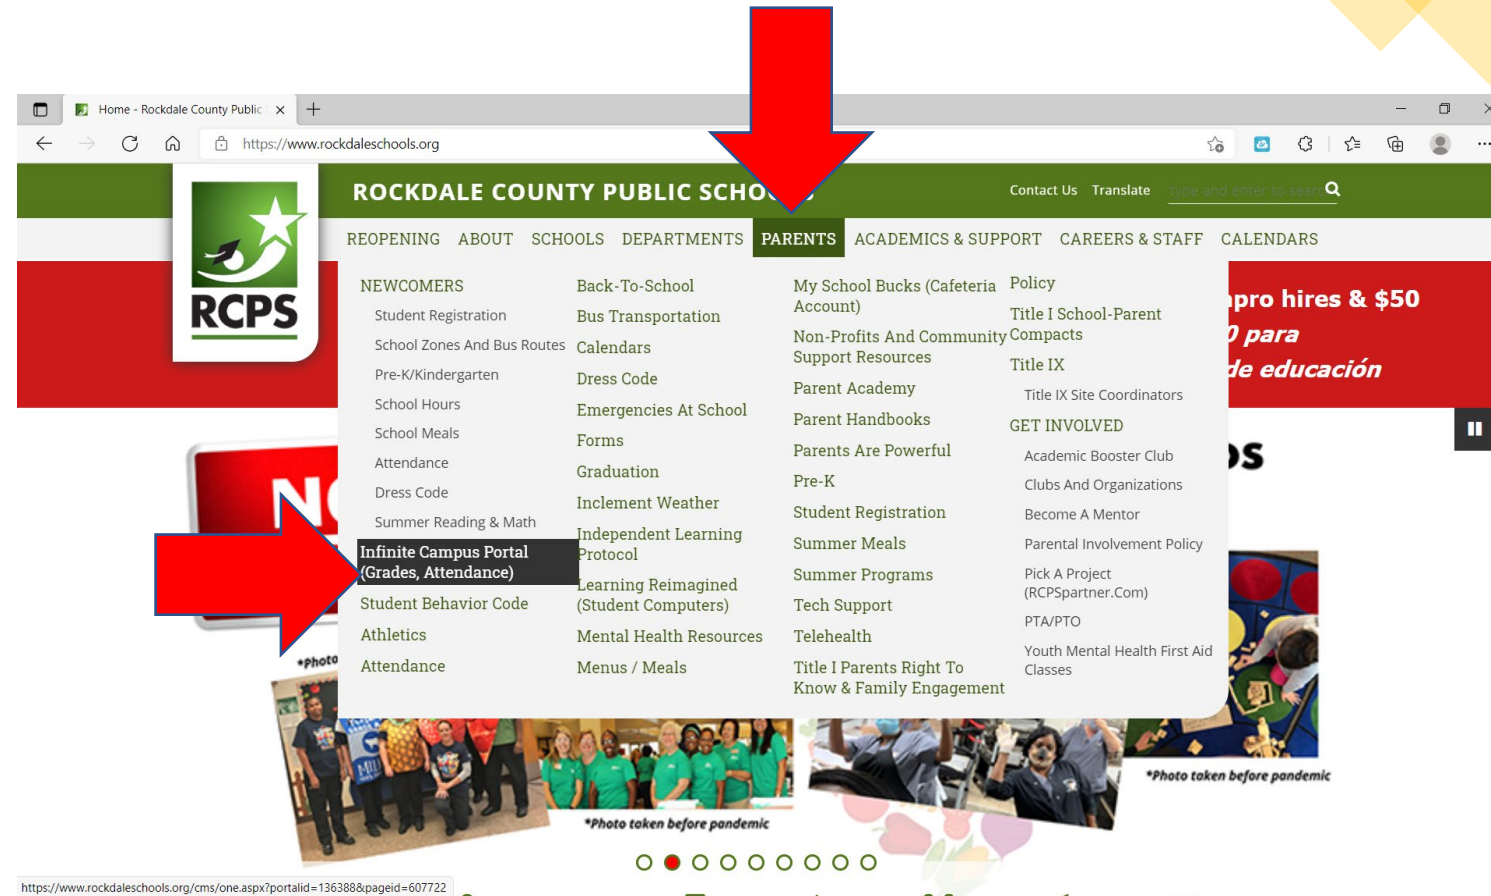 Home - Rockdale County Public
https://www.rockdaleschools.org
ROCKDALE COUNTY PUBLIC
Contact Us Translate type and enter to
REOPENING ABOUT SCHOOLS DEPARTMENTS PARENTS ACADEMICS & SUPPORT CAREERS & STAFF CALENDARS
RCPS
NEWCOMERS
Student Registration
School Zones And Bus Routes
Pre-K/Kindergarten
School Hours
School Meals
Attendance
Dress Code
Summer Reading & Math
Infinite Campus Portal
(Grades, Attendance)
Student Behavior Code
Athletics
Attendance
Back-To-School
Bus Transportation
Calendars
Dress Code
Emergencies At School
Forms
Graduation
Inclement Weather
Independent Learning
Protocol
Learning Reimagined
(Student Computers)
Mental Health Resources
Menus / Meals
My School Bucks (Cafeteria
Account)
Non-Profits And Community
Support Resources
Parent Academy
Parent Handbooks
Parents Are Powerful
Pre-K
Student Registration
Summer Meals
Summer Programs
Tech Support
Telehealth
Title I Parents Right To
Know & Family Engagement
Policy
Title I School-Parent
Compacts
Title IX
Title IX Site Coordinators
GET INVOLVED
Academic Booster Club
Clubs And Organizations
Become A Mentor
Parental Involvement Policy
Pick A Project
(RCPSpartner.Com)
PTA/PTO
Youth Mental Health First Aid
Classes
hires & $50
para
de educación
*Photo
*Photo taken before pandemic
*Photo taken before pandemic
https://www.rockdaleschools.org/cms/one.aspx?portalid=136388&pageid=607722